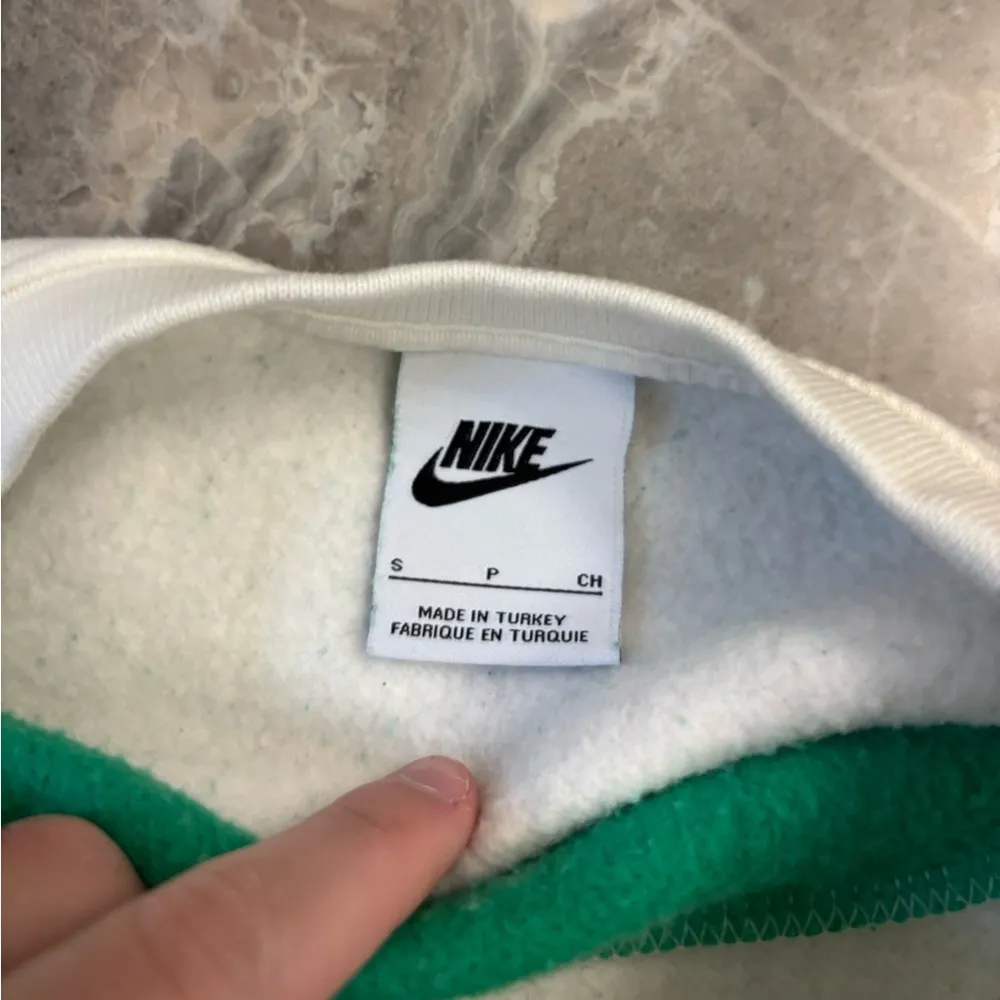 NIKE
S P CH
MADE IN TURKEY
FABRIQUE EN TURQUIE